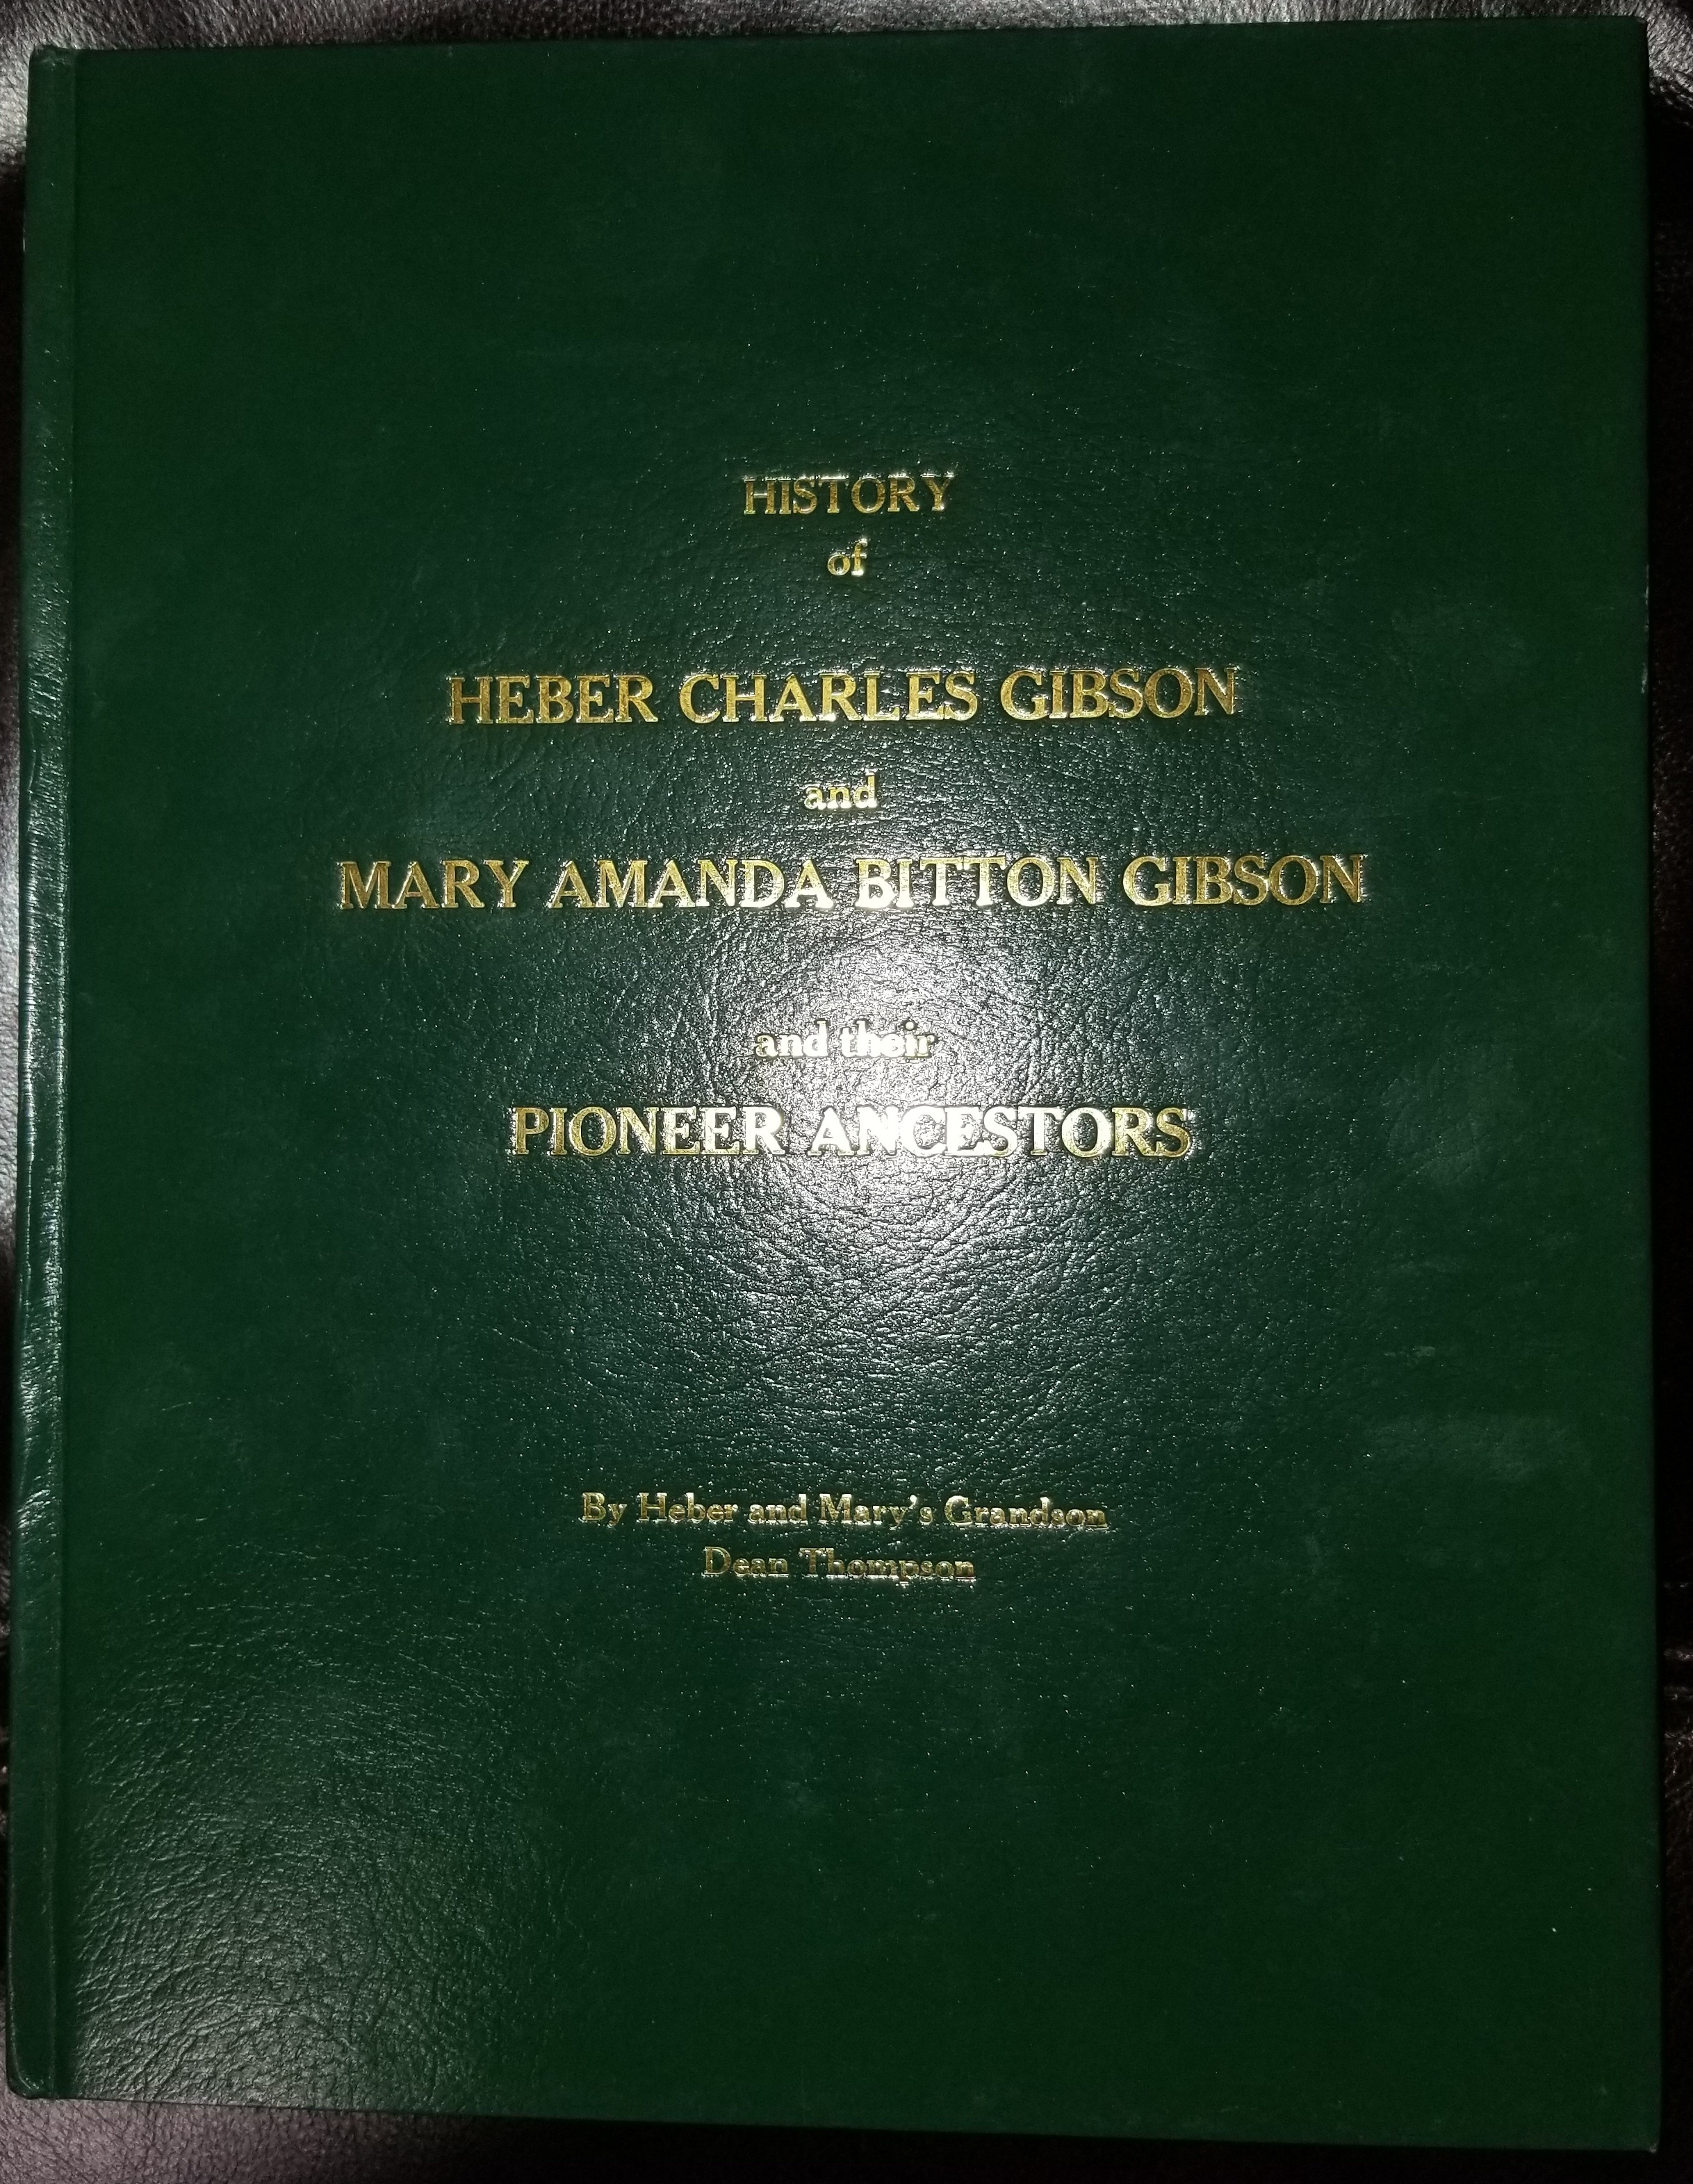 HISTORY
of
HEBER CHARLES GIBSON
and
MARY AMANDA BITTON GIBSON
and their
PIONEER ANCESTORS
By Heber and Mary's Grandson
Dean Thompson